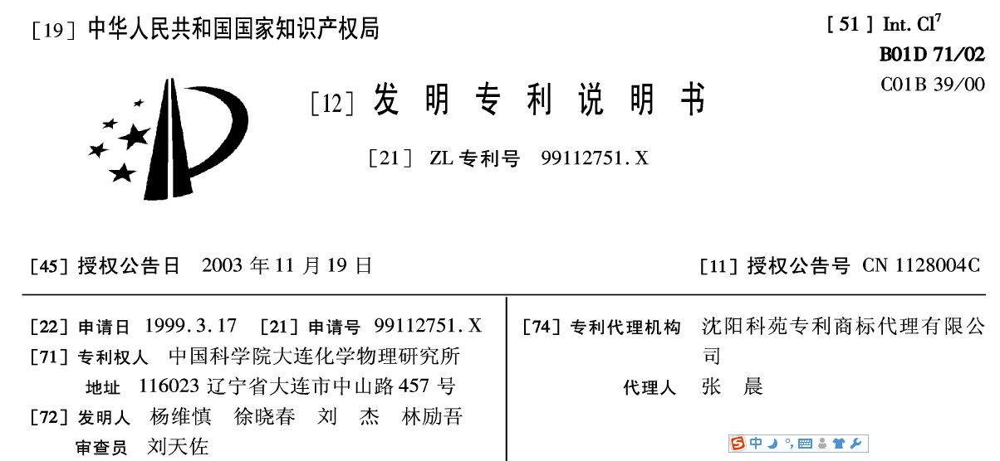 [19] 中华人民共和国国家知识产权局
[51] Int. Cl7
B01D 71/02
C01B 39/00
[12] 发明专利说明书
[21] ZL 专利号 99112751.X
[45] 授权公告日 2003 年 11 月 19 日
[11] 授权公告号 CN 1128004C
[22] 申请日 1999.3.17 [21] 申请号 99112751.X
[71] 专利权人 中国科学院大连化学物理研究所
地址 116023 辽宁省大连市中山路 457 号
[72] 发明人 杨维慎 徐晓春 刘 杰 林励吾
审查员 刘天佐
[74] 专利代理机构 沈阳科苑专利商标代理有限公
司
代理人 张 晨
中